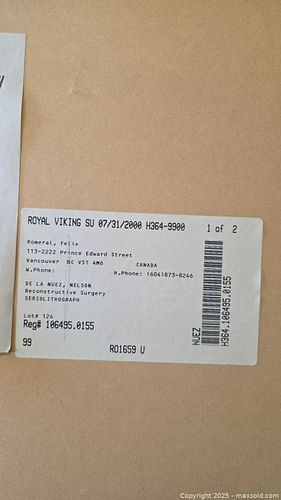 ROYAL VIKING SU 07/31/2000 H364-9900 1 of 2
Romerai, Felix
113-2222 Prince Edward Street
Vancouver BC V5T 4M6 CANADA
W.Phone: H.Phone: (604)873-8246
DE LA NUEZ, NELSON
Reconstructive Surgery
SERIOLITHOGRAPH
Lot# 124
Reg# 106495.0155
99 RO1659 U
NUEZ
H364.106495.0155
Copyright © 2025 - maxsold.com